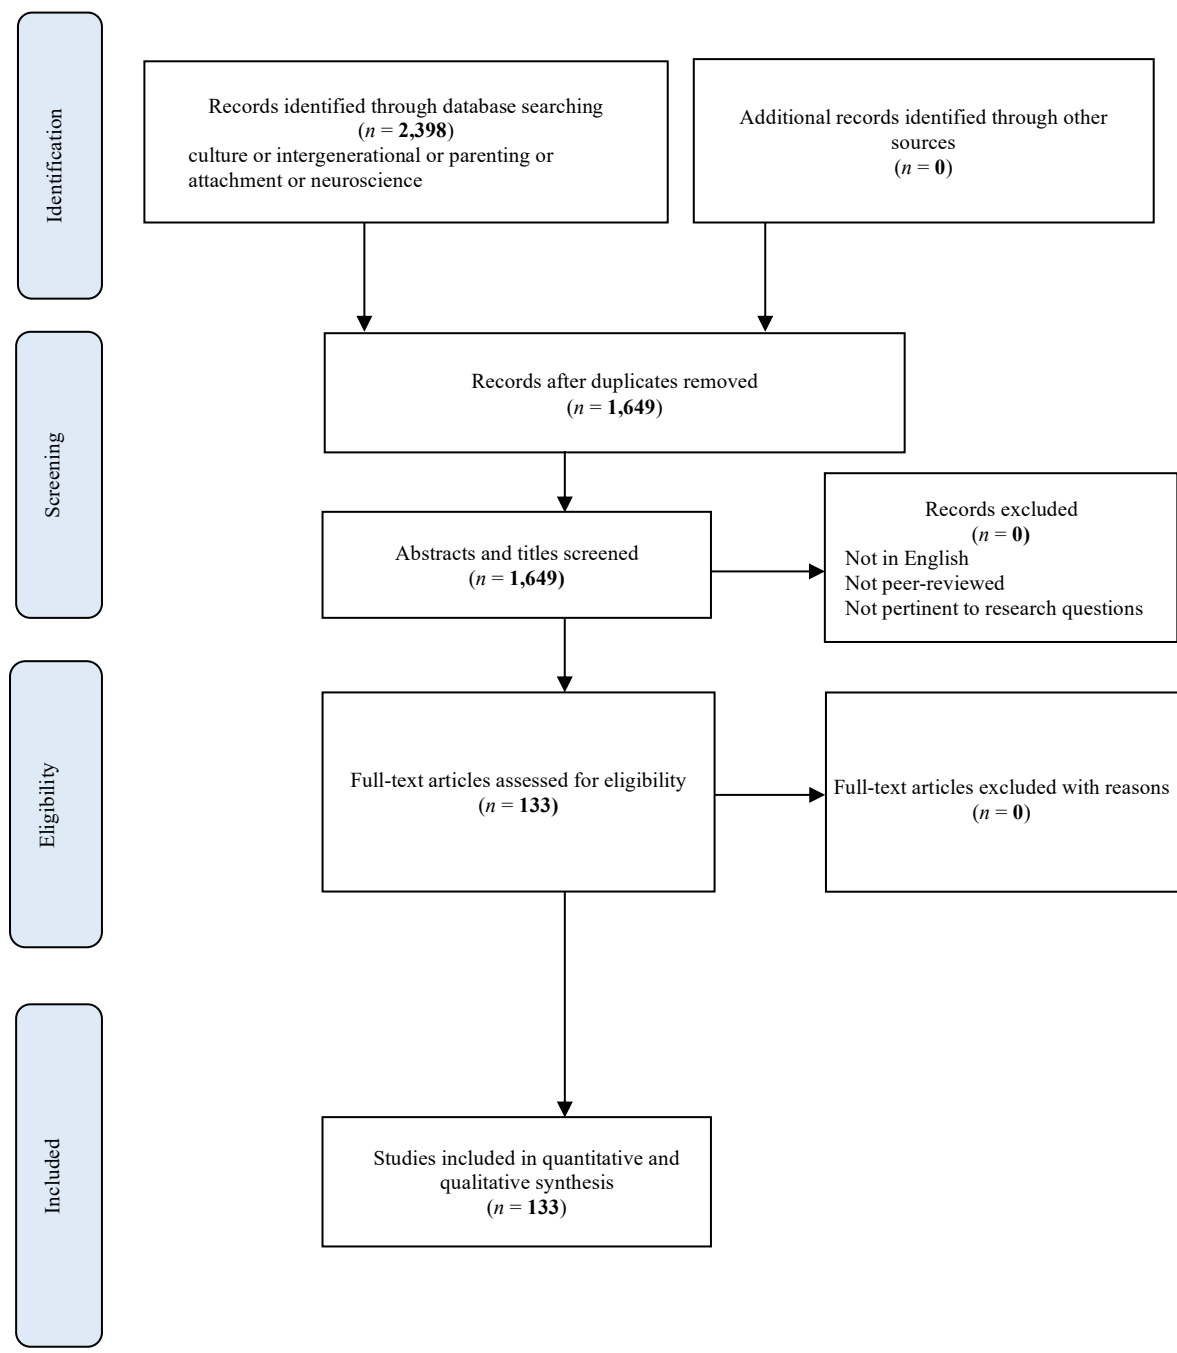 Identification
Records identified through database searching
(n = 2,398)
culture or intergenerational or parenting or
attachment or neuroscience
Additional records identified through other
sources
(n = 0)
Screening
Records after duplicates removed
(n = 1,649)
Abstracts and titles screened
(n = 1,649)
Records excluded
(n = 0)
Not in English
Not peer-reviewed
Not pertinent to research questions
Eligibility
Full-text articles assessed for eligibility
(n = 133)
Full-text articles excluded with reasons
(n = 0)
Included
Studies included in quantitative and
qualitative synthesis
(n = 133)